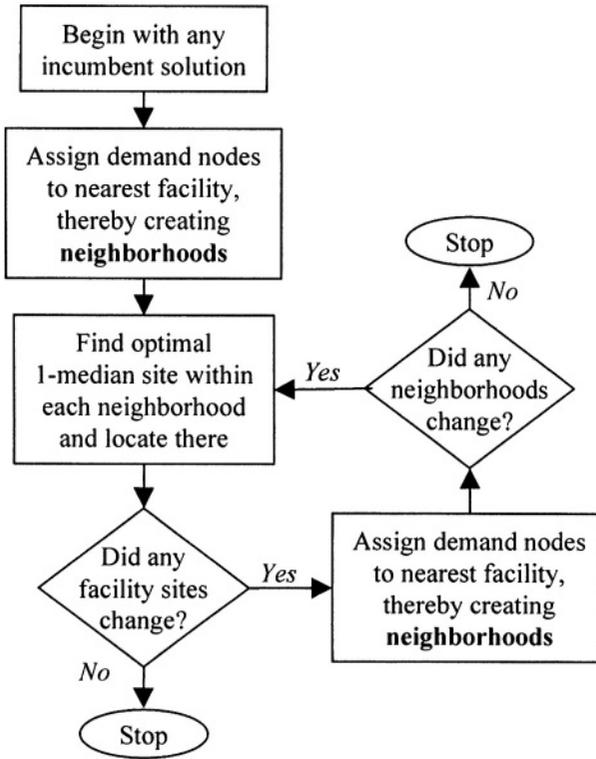 Begin with any
incumbent solution
Assign demand nodes
to nearest facility,
thereby creating
neighborhoods
Find optimal
1-median site within
each neighborhood
and locate there
Did any
facility sites
change?
No
Stop
Yes
Assign demand nodes
to nearest facility,
thereby creating
neighborhoods
Did any
neighborhoods
change?
Yes
No
Stop